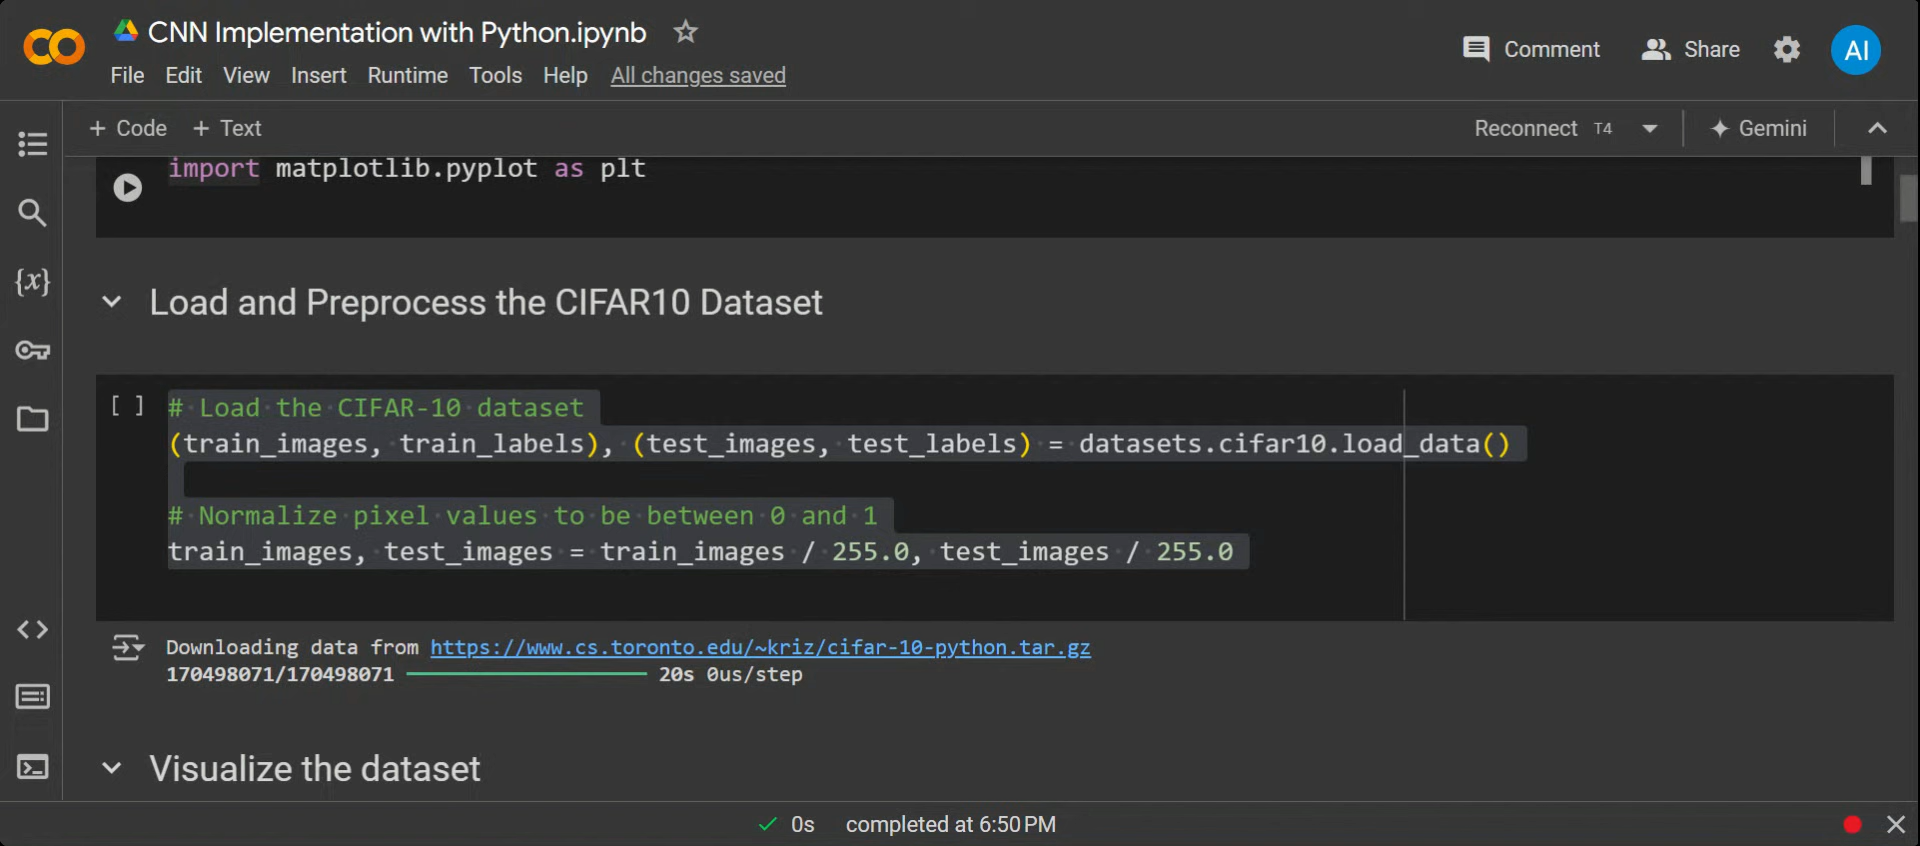 CNN Implementation with Python.ipynb
Comment Share AI
File Edit View Insert Runtime Tools Help All changes saved
+ Code + Text Reconnect T4 Gemini
import matplotlib.pyplot as plt
{x}
Load and Preprocess the CIFAR10 Dataset
[ ] # Load the CIFAR-10 dataset
(train_images, train_labels), (test_images, test_labels) = datasets.cifar10.load_data()
# Normalize pixel values to be between 0 and 1
train_images, test_images = train_images / 255.0, test_images / 255.0
Downloading data from https://www.cs.toronto.edu/~kriz/cifar-10-python.tar.gz
170498071/170498071 20s 0us/step
Visualize the dataset
0s completed at 6:50 PM